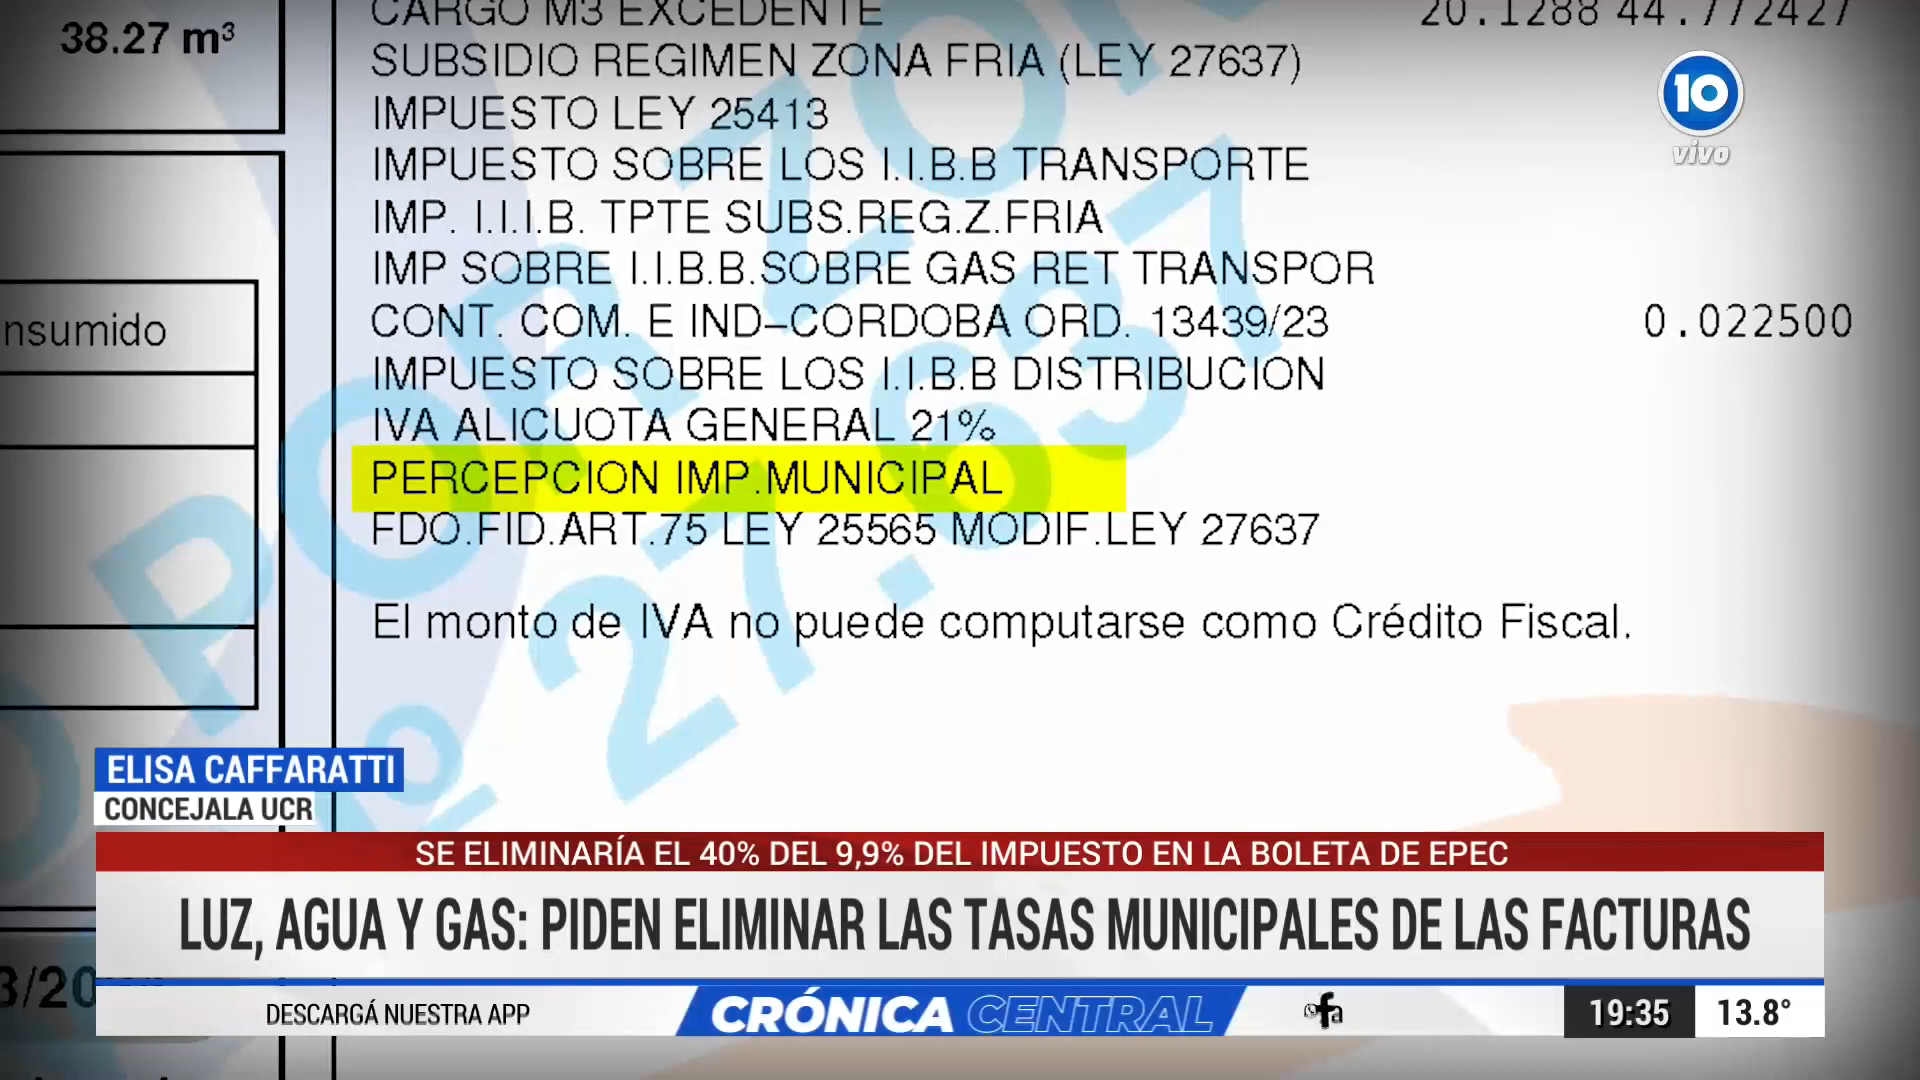 CARGO M3 EXCEDENTE 20.1288 44.772427
38.27 m³
SUBSIDIO REGIMEN ZONA FRIA (LEY 27637)
IMPUESTO LEY 25413
IMPUESTO SOBRE LOS I.I.B.B TRANSPORTE
IMP. I.I.I.B. TPTE SUBS.REG.Z.FRIA
IMP SOBRE I.I.B.B.SOBRE GAS RET TRANSPOR
CONT. COM. E IND-CORDOBA ORD. 13439/23 0.022500
nsumido
IMPUESTO SOBRE LOS I.I.B.B DISTRIBUCION
IVA ALICUOTA GENERAL 21%
PERCEPCION IMP.MUNICIPAL
FDO.FID.ART.75 LEY 25565 MODIF.LEY 27637
El monto de IVA no puede computarse como Crédito Fiscal.
POR ZON
27.637
10
vivo
ELISA CAFFARATTI
CONCEJALA UCR
SE ELIMINARÍA EL 40% DEL 9,9% DEL IMPUESTO EN LA BOLETA DE EPEC
LUZ, AGUA Y GAS: PIDEN ELIMINAR LAS TASAS MUNICIPALES DE LAS FACTURAS
3/20
DESCARGÁ NUESTRA APP
CRÓNICA CENTRAL
19:35
13.8°